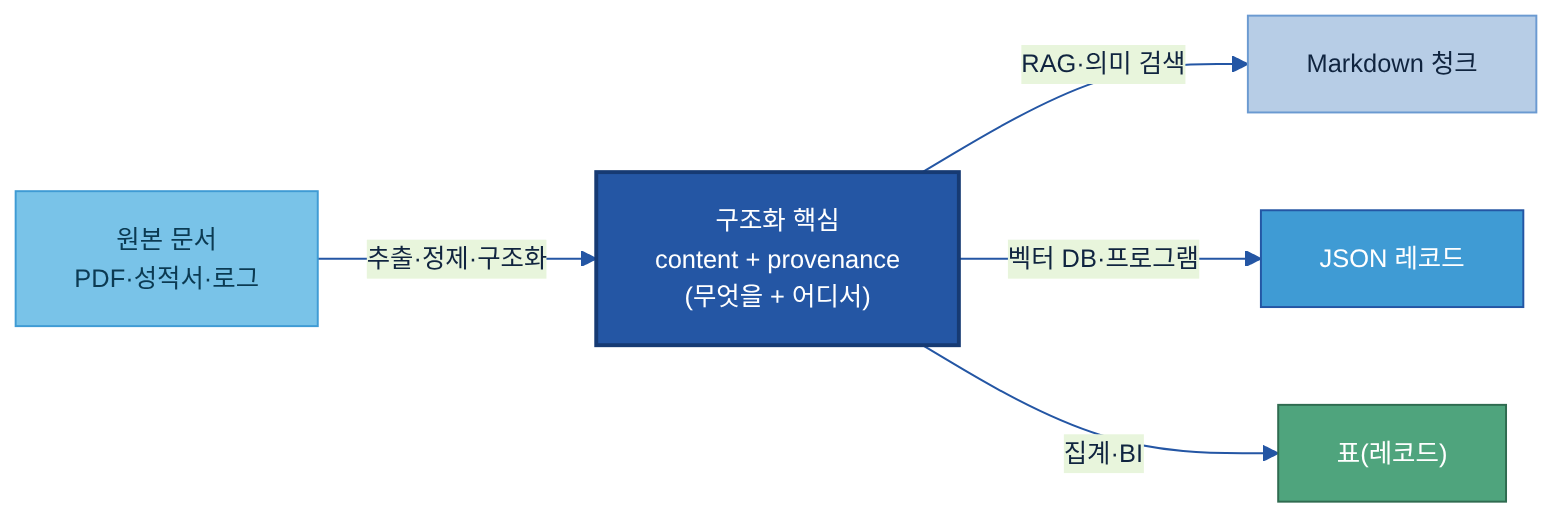 원본 문서
PDF·성적서·로그
추출·정제·구조화
구조화 핵심
content + provenance
(무엇을 + 어디서)
RAG·의미 검색
Markdown 청크
벡터 DB·프로그램
JSON 레코드
집계·BI
표(레코드)